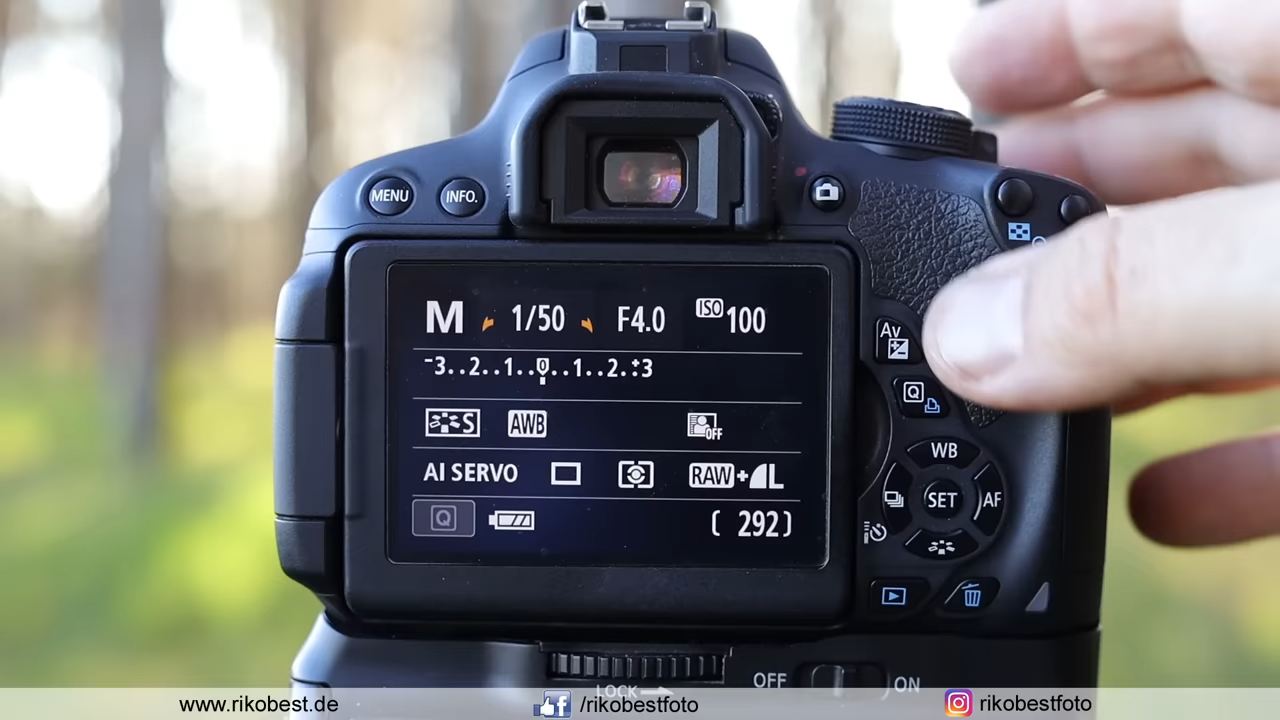 MENU INFO.
M 1/50 F4.0 ISO 100
-3..2..1..0..1..2..+3
S AWB OFF
AI SERVO RAW+L
Q [ 292]
Av
Q
WB
SET AF
OFF ON
LOCK
www.rikobest.de /rikobestfoto rikobestfoto